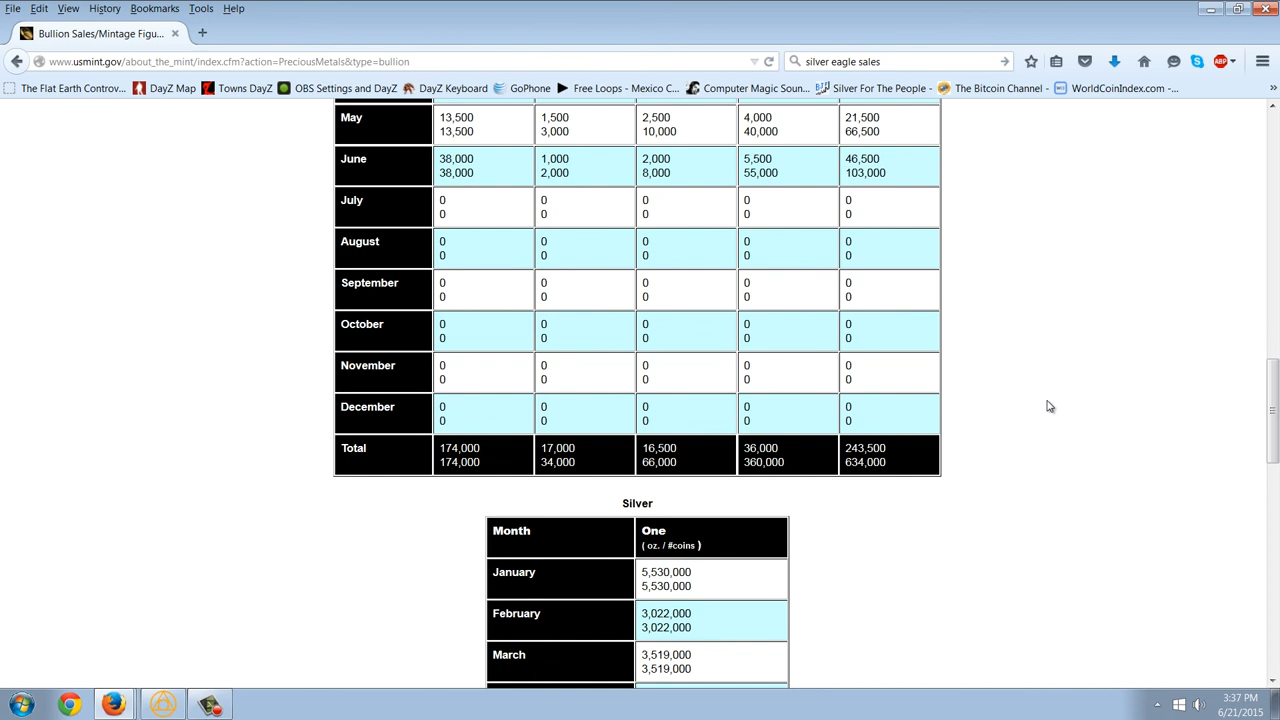 File Edit View History Bookmarks Tools Help
Bullion Sales/Mintage Figu...
www.usmint.gov/about_the_mint/index.cfm?action=PreciousMetals&type=bullion silver eagle sales ABP
The Flat Earth Controv... DayZ Map Towns DayZ OBS Settings and DayZ DayZ Keyboard GoPhone Free Loops - Mexico C... Computer Magic Soun... Silver For The People - ... The Bitcoin Channel - ... WorldCoinIndex.com -...
May 13,500 1,500 2,500 4,000 21,500
13,500 3,000 10,000 40,000 66,500
June 38,000 1,000 2,000 5,500 46,500
38,000 2,000 8,000 55,000 103,000
July 0 0 0 0 0
0 0 0 0 0
August 0 0 0 0 0
0 0 0 0 0
September 0 0 0 0 0
0 0 0 0 0
October 0 0 0 0 0
0 0 0 0 0
November 0 0 0 0 0
0 0 0 0 0
December 0 0 0 0 0
0 0 0 0 0
Total 174,000 17,000 16,500 36,000 243,500
174,000 34,000 66,000 360,000 634,000
Silver
Month One
( oz. / #coins )
January 5,530,000
5,530,000
February 3,022,000
3,022,000
March 3,519,000
3,519,000
3:37 PM
6/21/2015